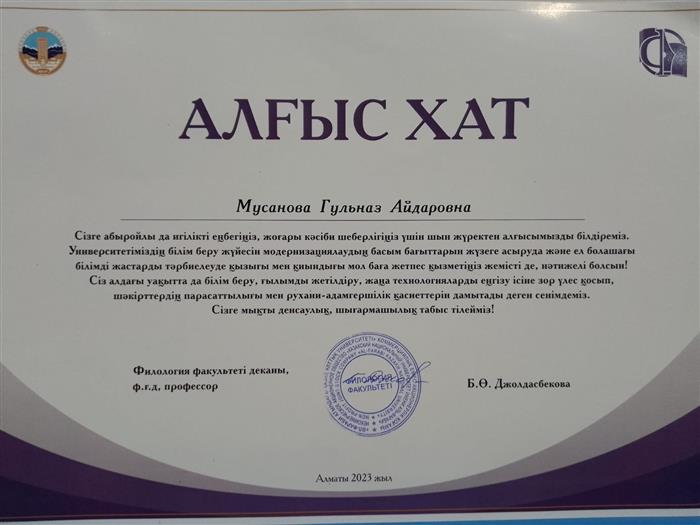 АЛҒЫС ХАТ
Мусанова Гульназ Айдаровна
Сізге абыройлы да игілікті еңбегіңіз, жоғары кәсіби шеберлігіңіз үшін шын жүректен алғысымызды білдіреміз.
Университетіміздің білім беру жүйесін модернизациялаудың басым бағыттарын жүзеге асыруда және ел болашағы
білімді жастарды тәрбиелеуде қызығы мен қиындығы мол баға жетпес қызметіңіз жемісті де, нәтижелі болсын!
Сіз алдағы уақытта да білім беру, ғылымды жетілдіру, жаңа технологияларды енгізу ісіне зор үлес қосып,
шәкірттердің парасаттылығы мен рухани-адамгершілік қасиеттерін дамытады деген сенімдеміз.
Сізге мықты денсаулық, шығармашылық табыс тілейміз!
Филология факультеті деканы,
ф.ғ.д, профессор
ФИЛОЛОГИЯ
ФАКУЛЬТЕТІ
Б.Ө. Джолдасбекова
Алматы 2023 жыл